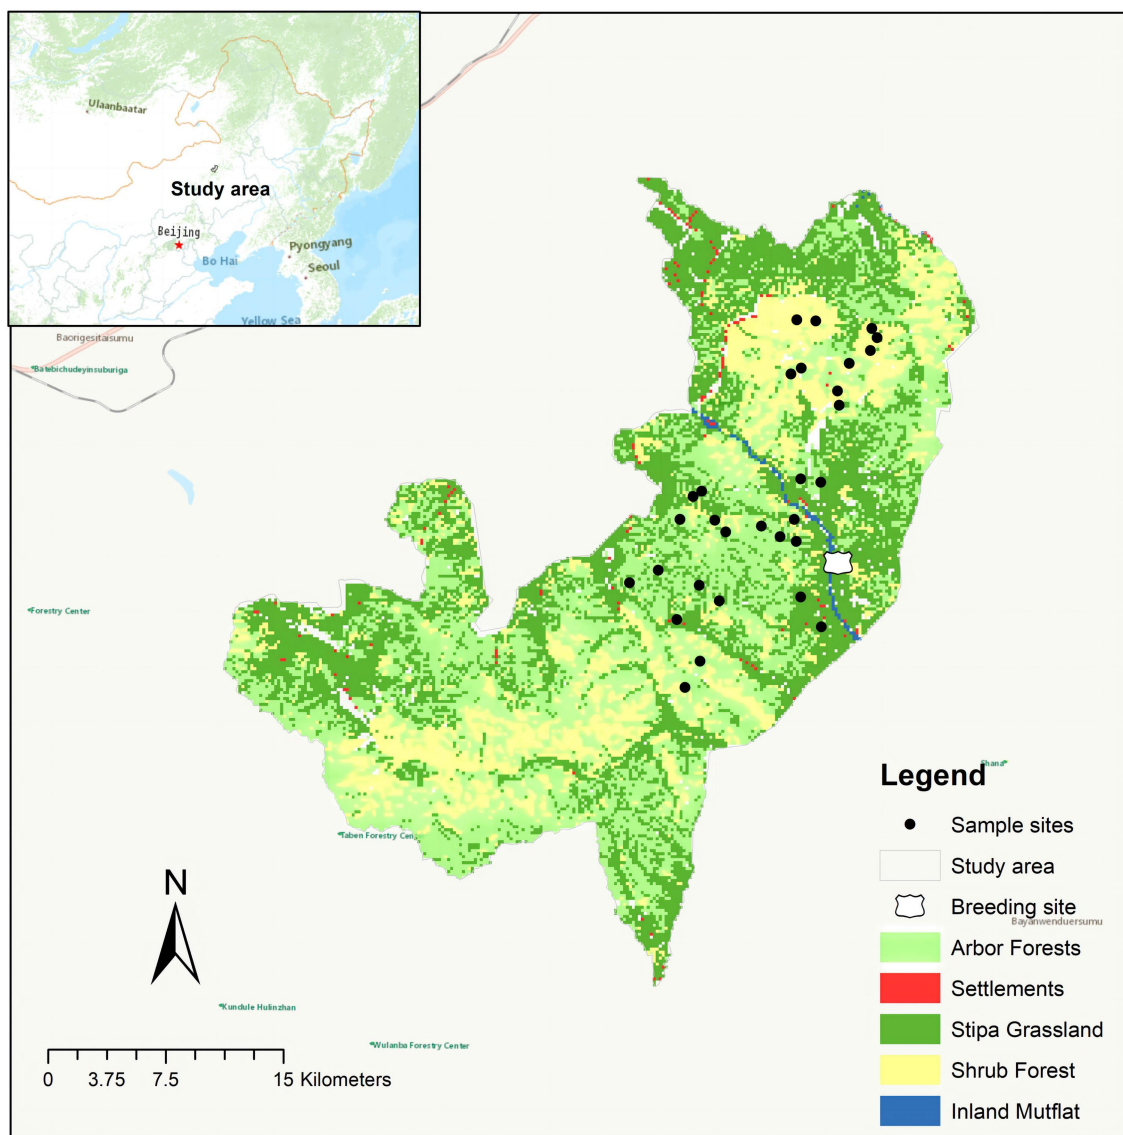 Ulaanbaatar
Study area
Beijing
Pyongyang
Bo Hai
Seoul
Yellow Sea
Baorigesitaisumu
Batebichudeyinsuburiga
Forestry Center
Shana
Legend
Sample sites
Study area
Taben Forestry Cen
Breeding site
Bayanwenduersumu
N
Arbor Forests
Settlements
Kundule Hulinzhan
Stipa Grassland
Wulanba Forestry Center
Shrub Forest
0 3.75 7.5 15 Kilometers
Inland Mutflat